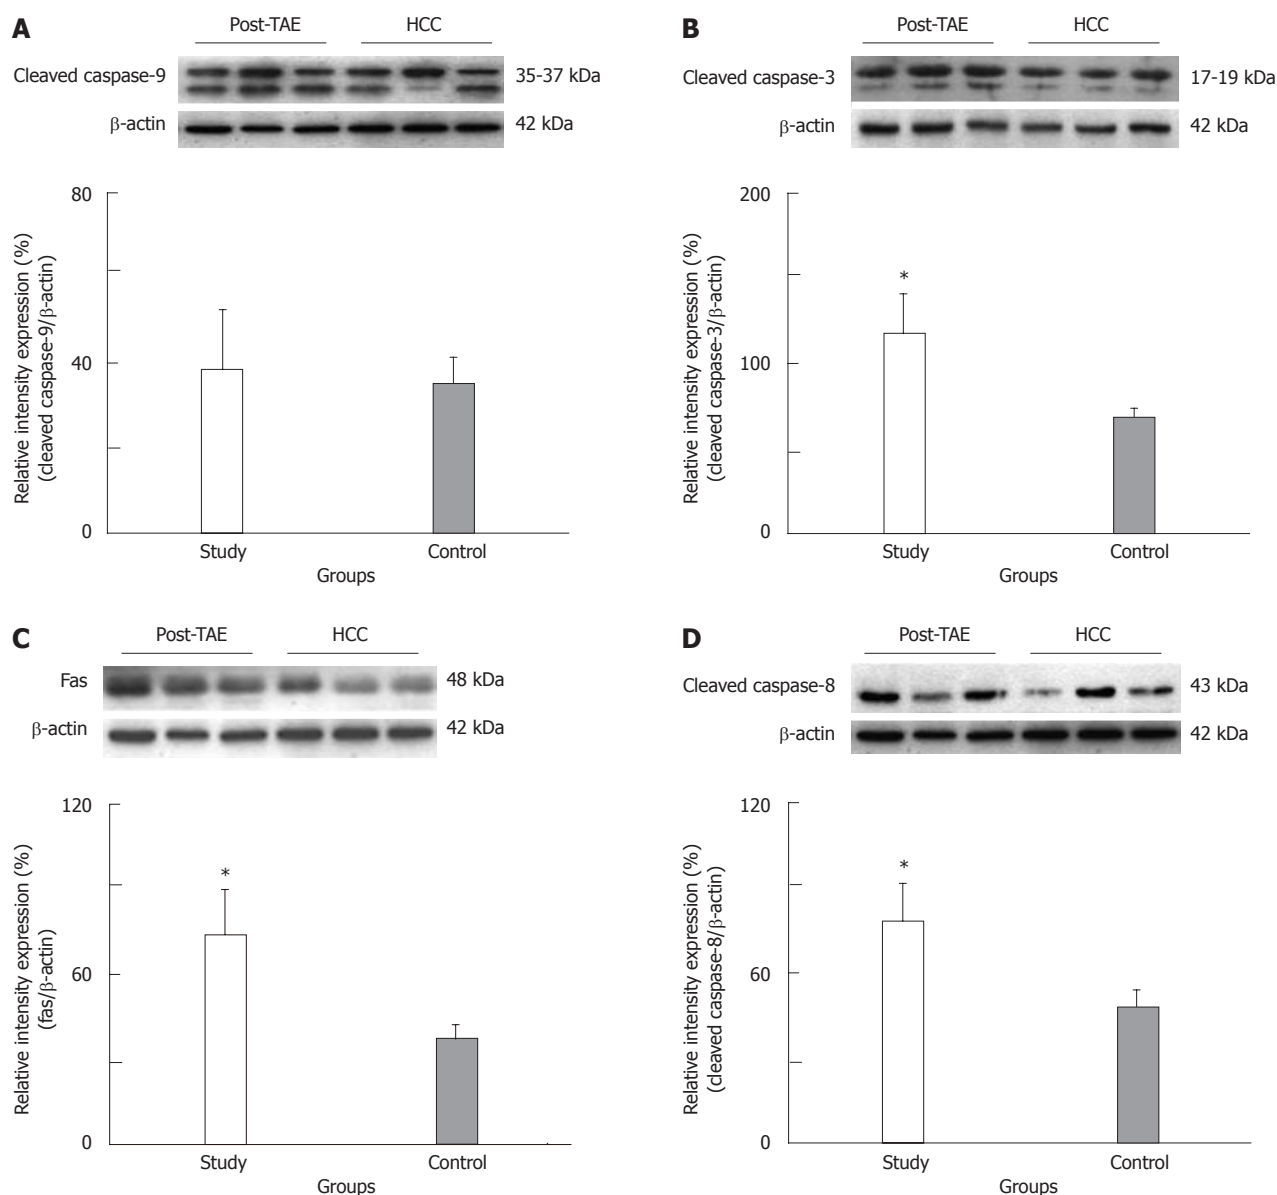 A
Post-TAE HCC
Cleaved caspase-9 35-37 kDa
β-actin 42 kDa
80
40
0
Relative intensity expression (%)
(cleaved caspase-9/β-actin)
Study Control
Groups
B
Post-TAE HCC
Cleaved caspase-3 17-19 kDa
β-actin 42 kDa
200
100
0
Relative intensity expression (%)
(cleaved caspase-3/β-actin)
*
Study Control
Groups
C
Post-TAE HCC
Fas 48 kDa
β-actin 42 kDa
120
60
0
Relative intensity expression (%)
(fas/β-actin)
*
Study Control
Groups
D
Post-TAE HCC
Cleaved caspase-8 43 kDa
β-actin 42 kDa
120
60
0
Relative intensity expression (%)
(cleaved caspase-8/β-actin)
*
Study Control
Groups